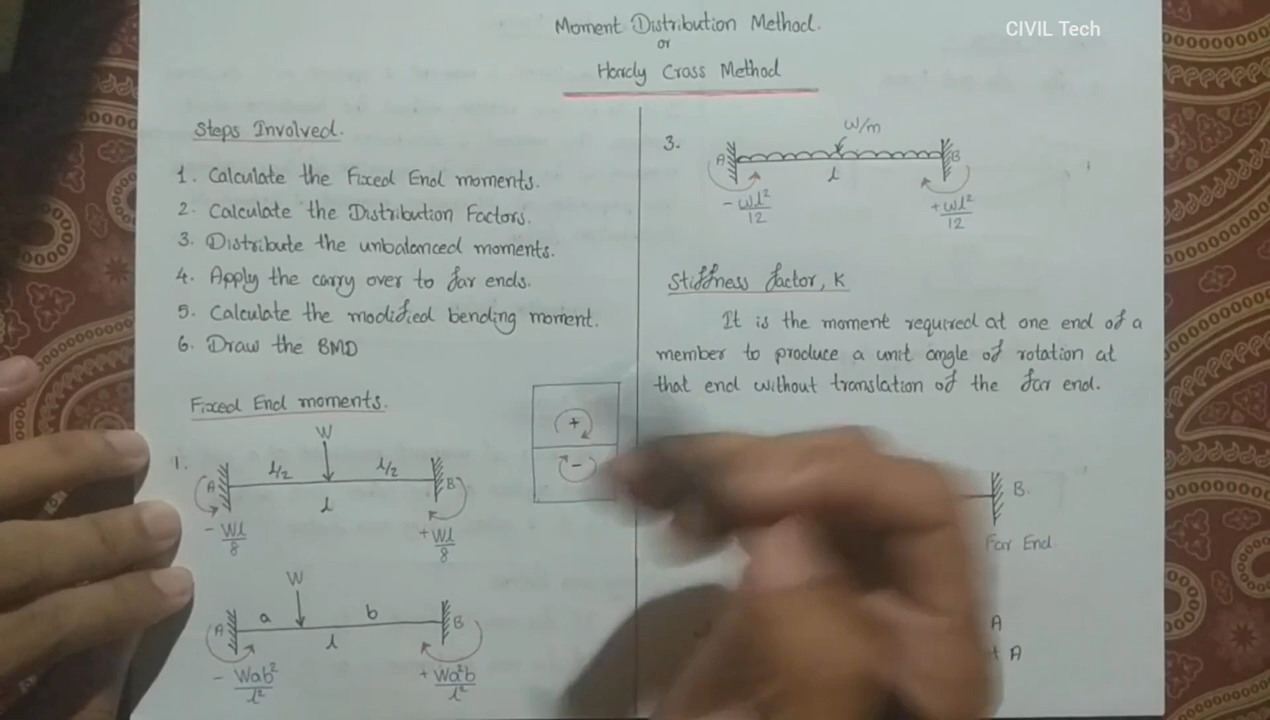 CIVIL Tech
Moment Distribution Method.
or
Hardy Cross Method
Steps Involved.
1. Calculate the Fixed End moments.
2. Calculate the Distribution Factors.
3. Distribute the unbalanced moments.
4. Apply the carry over to far ends.
5. Calculate the modified bending moment.
6. Draw the BMD
Fixed End moments.
1.
W
A l/2 l/2 B
l
- Wl/8 + Wl/8
+
-
W
A a b B
l
- Wab²/l² + Wa²b/l²
3.
W/m
A B
l
- Wl²/12 + Wl²/12
Stiffness factor, K
It is the moment required at one end of a
member to produce a unit angle of rotation at
that end without translation of the far end.
B.
Far End
A
A